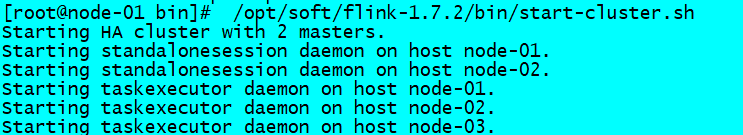 [root@node-01 bin]#  /opt/soft/flink-1.7.2/bin/start-cluster.sh
Starting HA cluster with 2 masters.
Starting standalonesession daemon on host node-01.
Starting standalonesession daemon on host node-02.
Starting taskexecutor daemon on host node-01.
Starting taskexecutor daemon on host node-02.
Starting taskexecutor daemon on host node-03.